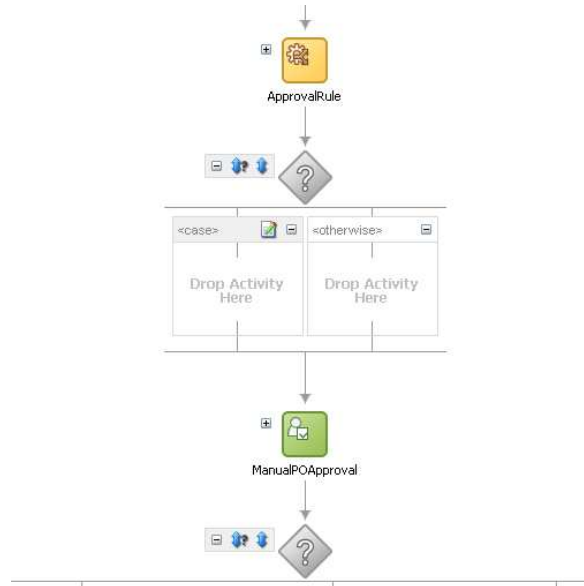 ApprovalRule
<case>
<otherwise>
Drop Activity
Here
Drop Activity
Here
ManualPOApproval